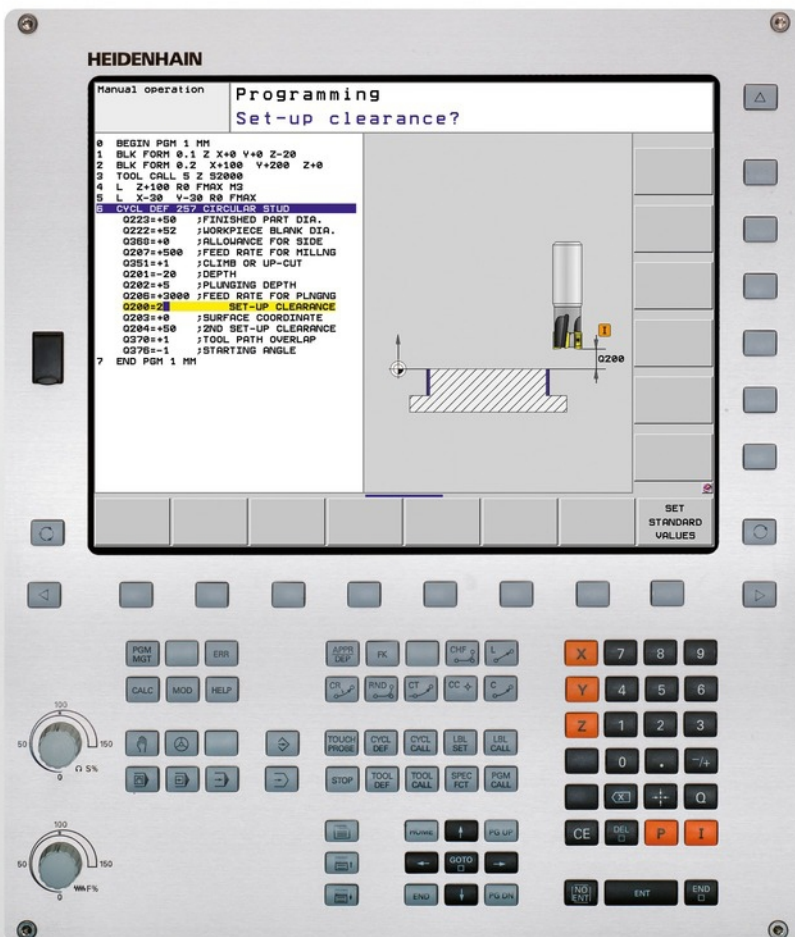 HEIDENHAIN
Manual operation
Programming
Set-up clearance?
0 BEGIN PGM 1 MM
1 BLK FORM 0.1 Z X+0 Y+0 Z-20
2 BLK FORM 0.2 X+100 Y+200 Z+0
3 TOOL CALL 5 Z S2000
4 L Z+100 R0 FMAX M3
5 L X-30 Y-30 R0 FMAX
6 CYCL DEF 257 CIRCULAR STUD
Q223=+50 ;FINISHED PART DIA.
Q222=+52 ;WORKPIECE BLANK DIA.
Q368=+0 ;ALLOWANCE FOR SIDE
Q207=+500 ;FEED RATE FOR MILLNG
Q351=+1 ;CLIMB OR UP-CUT
Q201=-20 ;DEPTH
Q202=+5 ;PLUNGING DEPTH
Q206=+3000 ;FEED RATE FOR PLNGNG
Q200=2 SET-UP CLEARANCE
Q203=+0 ;SURFACE COORDINATE
Q204=+50 ;2ND SET-UP CLEARANCE
Q370=+1 ;TOOL PATH OVERLAP
Q376=-1 ;STARTING ANGLE
7 END PGM 1 MM
I
Q200
SET
STANDARD
VALUES
PGM
MGT
ERR
APPR
DEP
FK
CHF
L
X 7 8 9
CALC MOD HELP
CR RND CT CC C
Y 4 5 6
Z 1 2 3
100
50 150
0 S%
TOUCH
PROBE
CYCL
DEF
CYCL
CALL
LBL
SET
LBL
CALL
0 . -/+
STOP
TOOL
DEF
TOOL
CALL
SPEC
FCT
PGM
CALL
X Q
100
50 150
0 F%
HOME PG UP
CE DEL P I
GOTO
END PG DN
NO
ENT
ENT
END